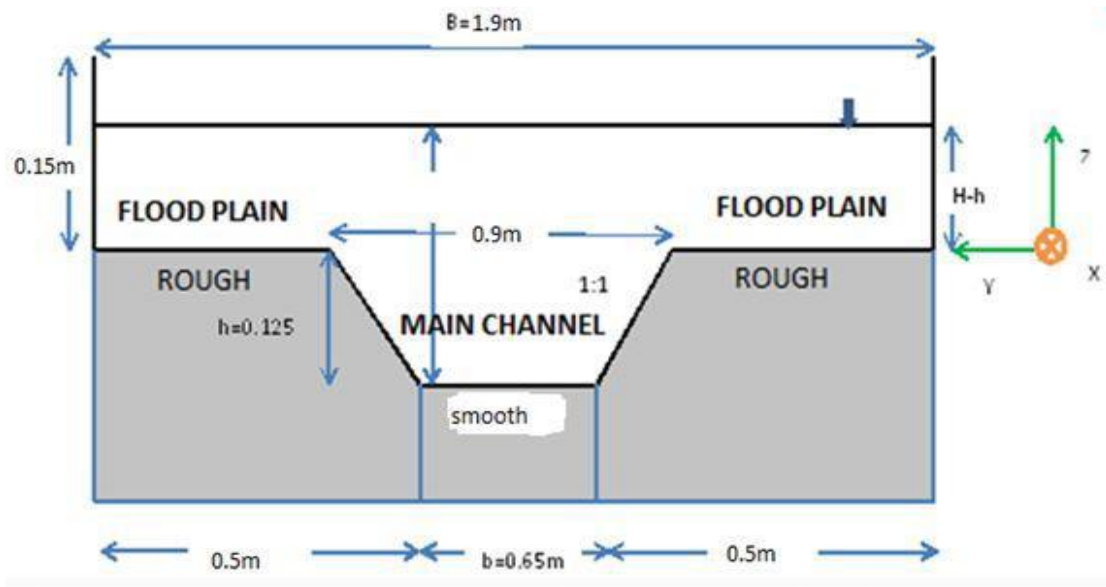 B=1.9m
0.15m
FLOOD PLAIN
FLOOD PLAIN
H-h
Z
0.9m
ROUGH
ROUGH
1:1
Y
X
h=0.125
MAIN CHANNEL
smooth
0.5m
b=0.65m
0.5m